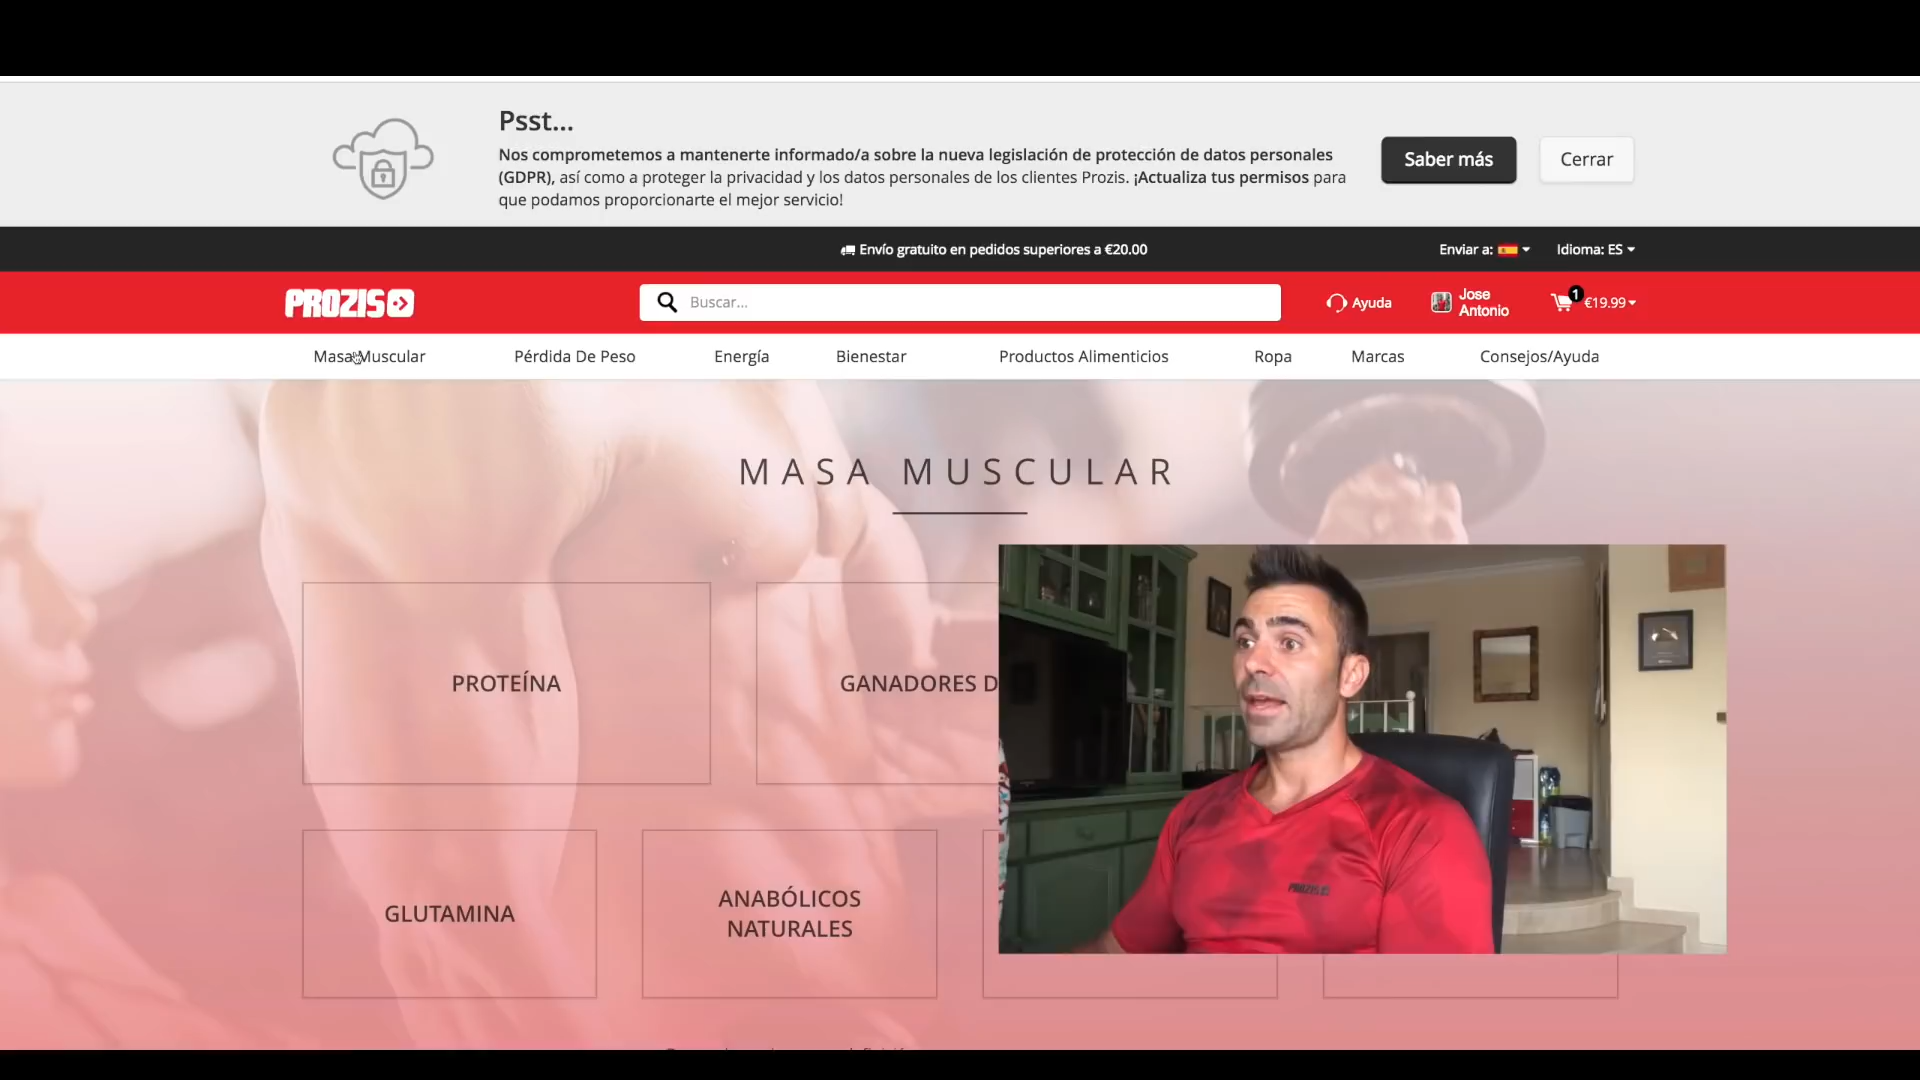 Psst...
Nos comprometemos a mantenerte informado/a sobre la nueva legislación de protección de datos personales
(GDPR), así como a proteger la privacidad y los datos personales de los clientes Prozis. ¡Actualiza tus permisos para
que podamos proporcionarte el mejor servicio!
Saber más
Cerrar
Envío gratuito en pedidos superiores a €20.00
Enviar a:
Idioma: ES
PROZIS
Buscar...
Ayuda
Jose
Antonio
1
€19.99
Masa Muscular
Pérdida De Peso
Energía
Bienestar
Productos Alimenticios
Ropa
Marcas
Consejos/Ayuda
MASA MUSCULAR
PROTEÍNA
GANADORES D
GLUTAMINA
ANABÓLICOS
NATURALES
PROZIS